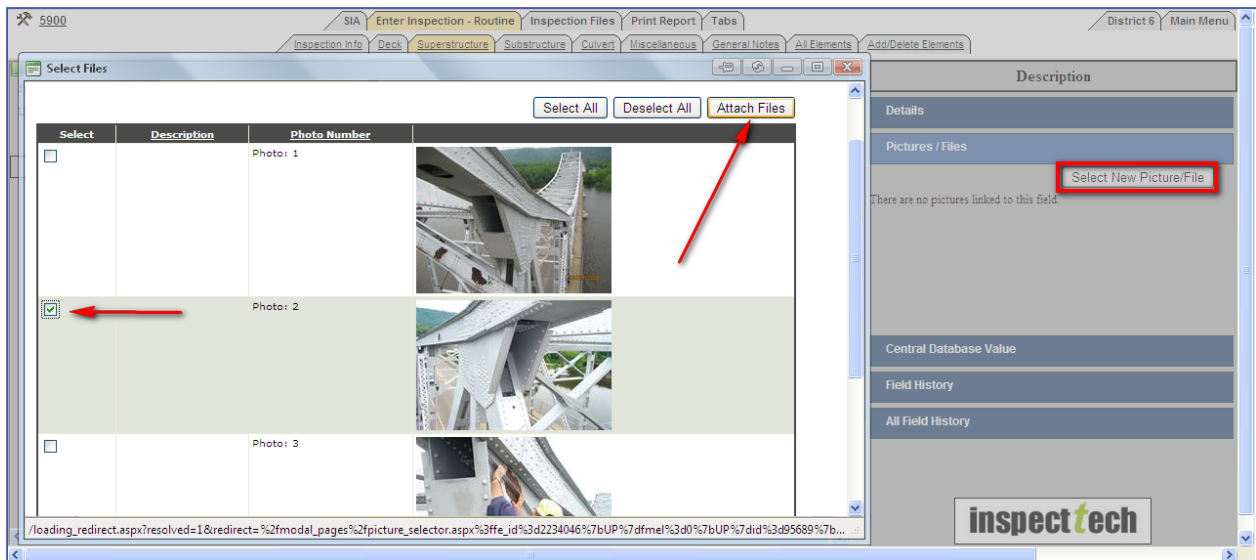 5900
SIA Enter Inspection - Routine Inspection Files Print Report Tabs District 6 Main Menu
Inspection Info Deck Superstructure Substructure Culvert Miscellaneous General Notes All Elements Add/Delete Elements
Select Files
Select All Deselect All Attach Files
Select Description Photo Number
Photo: 1
Photo: 2
Photo: 3
/loading_redirect.aspx?resolved=1&redirect=%2fmodal_pages%2fpicture_selector.aspx%3ffe_id%3d2234046%7bUP%7dfmel%3d0%7bUP%7did%3d95689%7b...
Description
Details
Pictures / Files
Select New Picture/File
There are no pictures linked to this field.
Central Database Value
Field History
All Field History
inspecttech